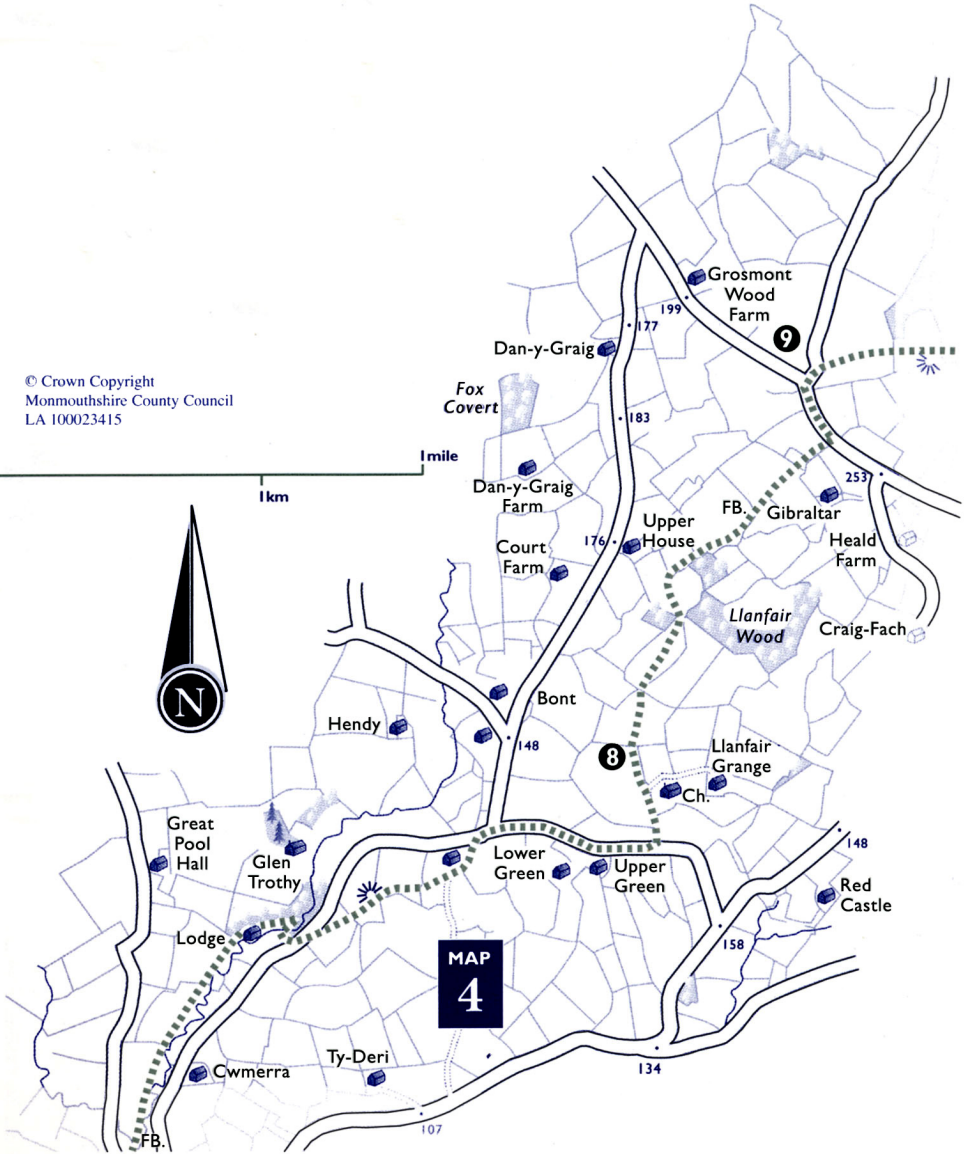 Grosmont
Wood
Farm
199
9
177
Dan-y-Graig
© Crown Copyright
Monmouthshire County Council
LA 100023415
Fox
Covert
183
1mile
1km
Dan-y-Graig
Farm
253
FB.
Gibraltar
Heald
Farm
Upper
House
176
Court
Farm
Llanfair
Wood
Craig-Fach
N
Bont
Hendy
148
8
Llanfair
Grange
Ch.
Great
Pool
Hall
Glen
Trothy
Lower
Green
Upper
Green
148
Red
Castle
Lodge
158
MAP
4
Cwmerra
Ty-Deri
134
107
FB.